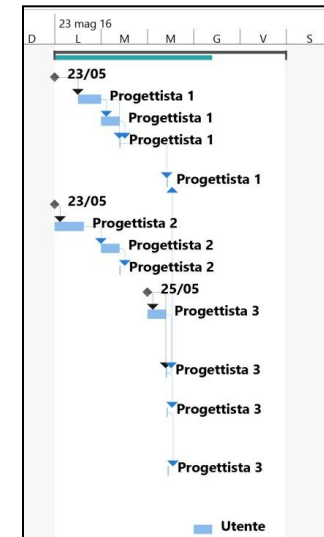 23 mag 16
D L M M G V S
23/05
Progettista 1
Progettista 1
Progettista 1
Progettista 1
23/05
Progettista 2
Progettista 2
Progettista 2
25/05
Progettista 3
Progettista 3
Progettista 3
Progettista 3
Utente